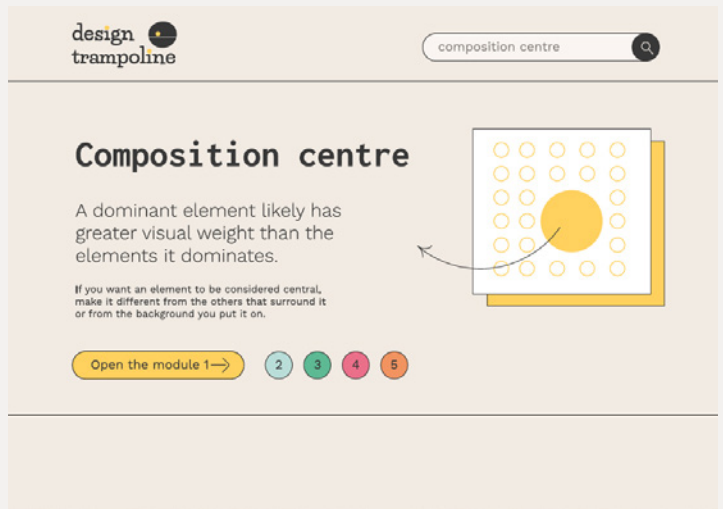 design
trampoline
composition centre
Composition centre
A dominant element likely has
greater visual weight than the
elements it dominates.
If you want an element to be considered central,
make it different from the others that surround it
or from the background you put it on.
Open the module 1
2
3
4
5